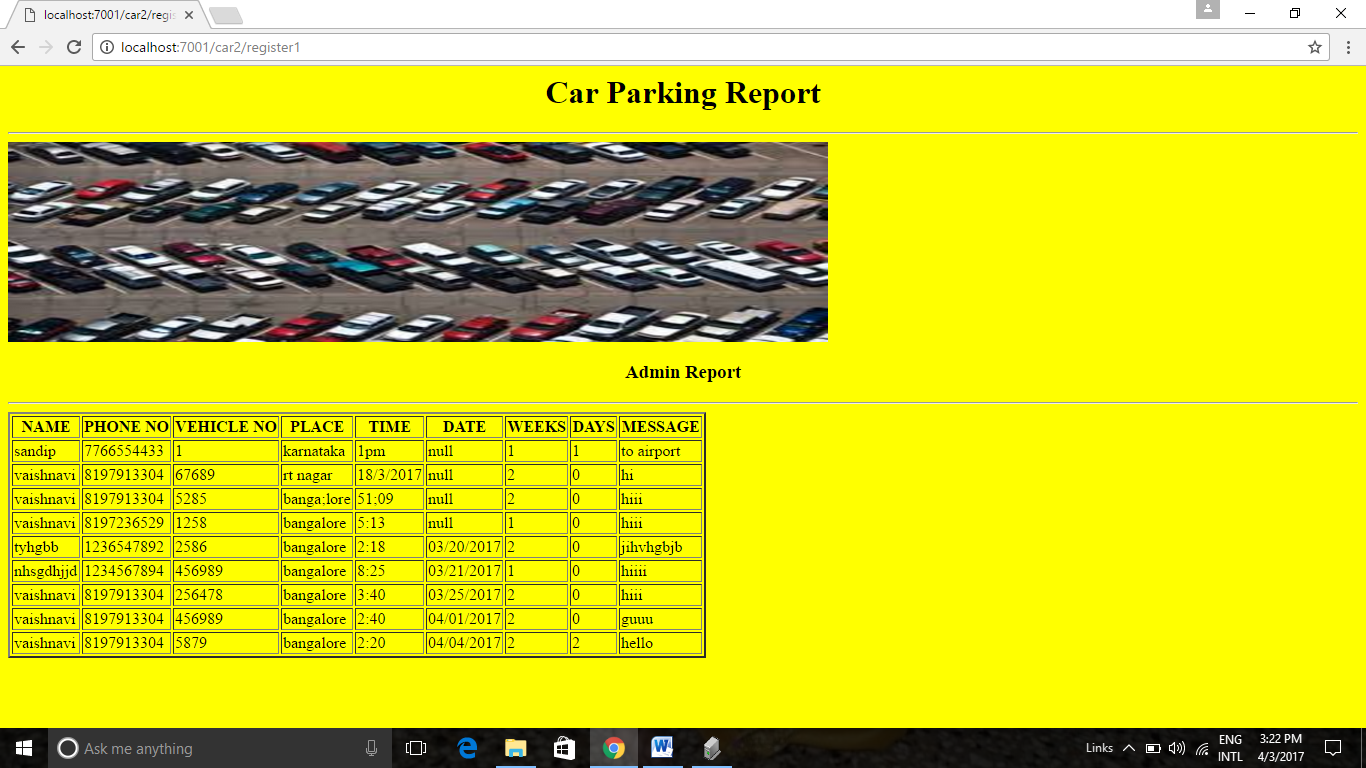 localhost:7001/car2/regis
localhost:7001/car2/register1
Car Parking Report
Admin Report
NAME PHONE NO VEHICLE NO PLACE TIME DATE WEEKS DAYS MESSAGE
sandip 7766554433 1 karnataka 1pm null 1 1 to airport
vaishnavi 8197913304 67689 rt nagar 18/3/2017 null 2 0 hi
vaishnavi 8197913304 5285 banga;lore 51;09 null 2 0 hiii
vaishnavi 8197236529 1258 bangalore 5:13 null 1 0 hiii
tyhgbb 1236547892 2586 bangalore 2:18 03/20/2017 2 0 jihvhgbjb
nhsgdhjjd 1234567894 456989 bangalore 8:25 03/21/2017 1 0 hiiii
vaishnavi 8197913304 256478 bangalore 3:40 03/25/2017 2 0 hiii
vaishnavi 8197913304 456989 bangalore 2:40 04/01/2017 2 0 guuu
vaishnavi 8197913304 5879 bangalore 2:20 04/04/2017 2 2 hello
Ask me anything
Links
ENG
INTL
3:22 PM
4/3/2017